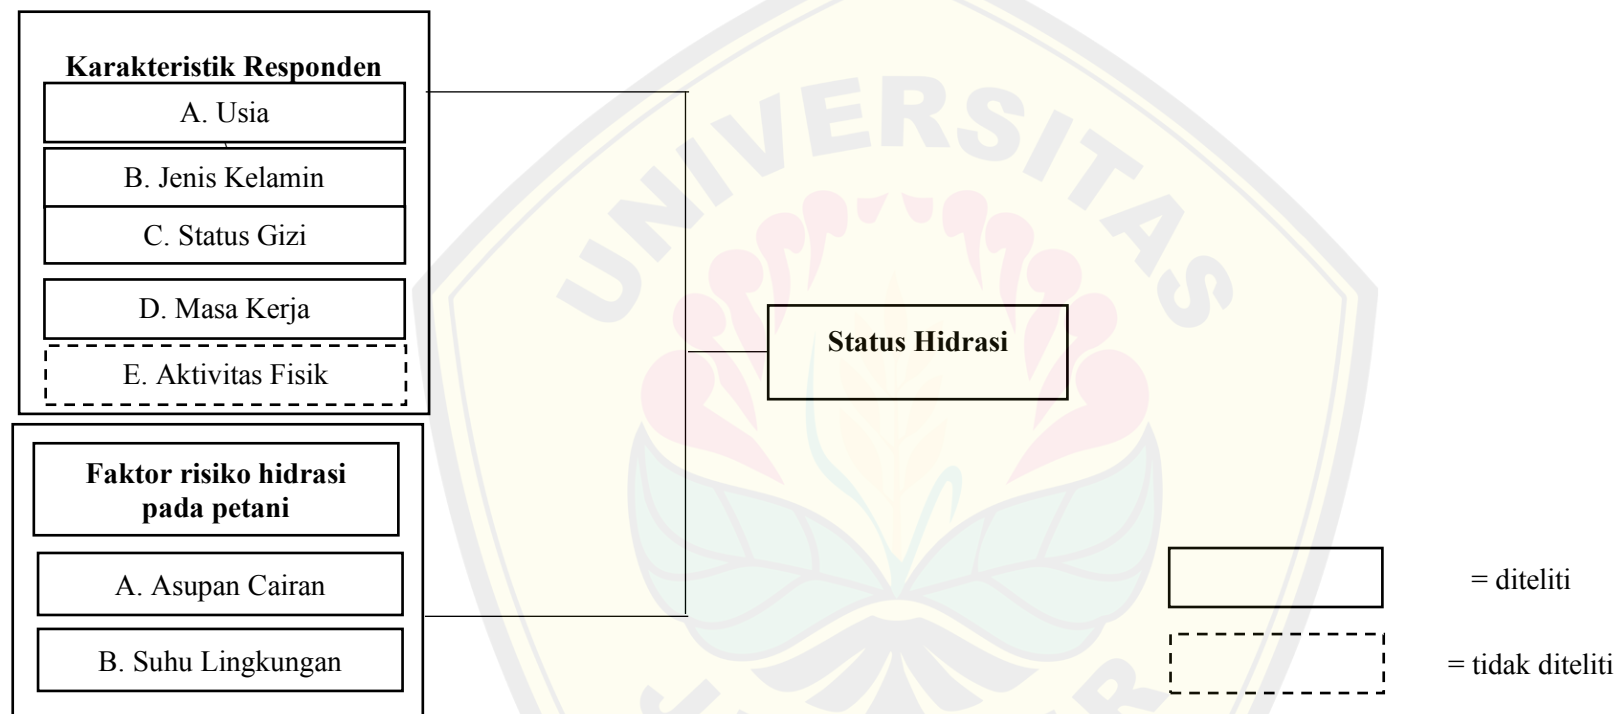 Karakteristik Responden
A. Usia
B. Jenis Kelamin
C. Status Gizi
D. Masa Kerja
E. Aktivitas Fisik
Faktor risiko hidrasi
pada petani
A. Asupan Cairan
B. Suhu Lingkungan
Status Hidrasi
= diteliti
= tidak diteliti
UNIVERSITAS